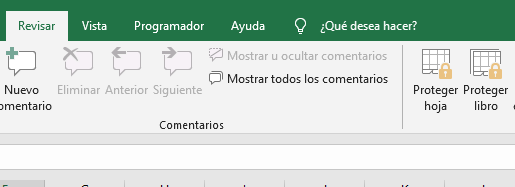 Revisar Vista Programador Ayuda ¿Qué desea hacer?
Nuevo
omentario
Eliminar Anterior Siguiente
Mostrar u ocultar comentarios
Mostrar todos los comentarios
Proteger
hoja
Proteger
libro
Comentarios